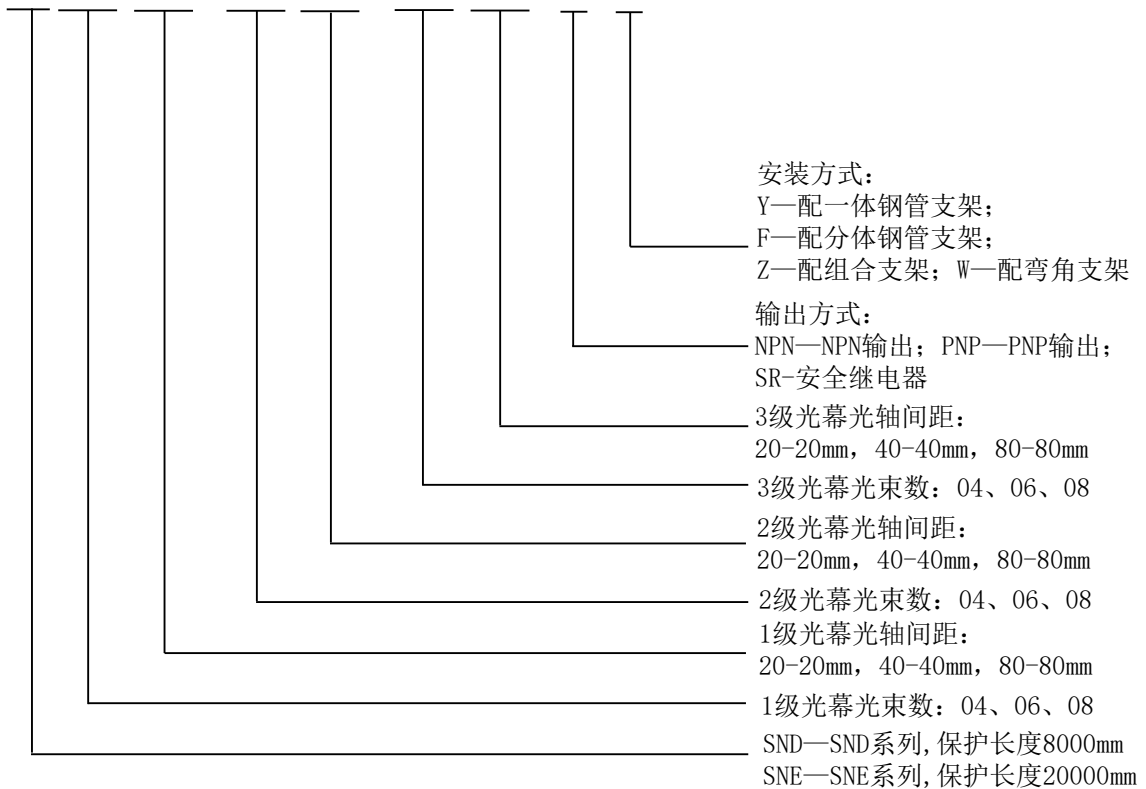 安装方式：
Y—配一体钢管支架；
F—配分体钢管支架；
Z—配组合支架；W—配弯角支架
输出方式：
NPN—NPN输出；PNP—PNP输出；
SR-安全继电器
3级光幕光轴间距：
20-20mm，40-40mm，80-80mm
3级光幕光束数：04、06、08
2级光幕光轴间距：
20-20mm，40-40mm，80-80mm
2级光幕光束数：04、06、08
1级光幕光轴间距：
20-20mm，40-40mm，80-80mm
1级光幕光束数：04、06、08
SND—SND系列,保护长度8000mm
SNE—SNE系列,保护长度20000mm